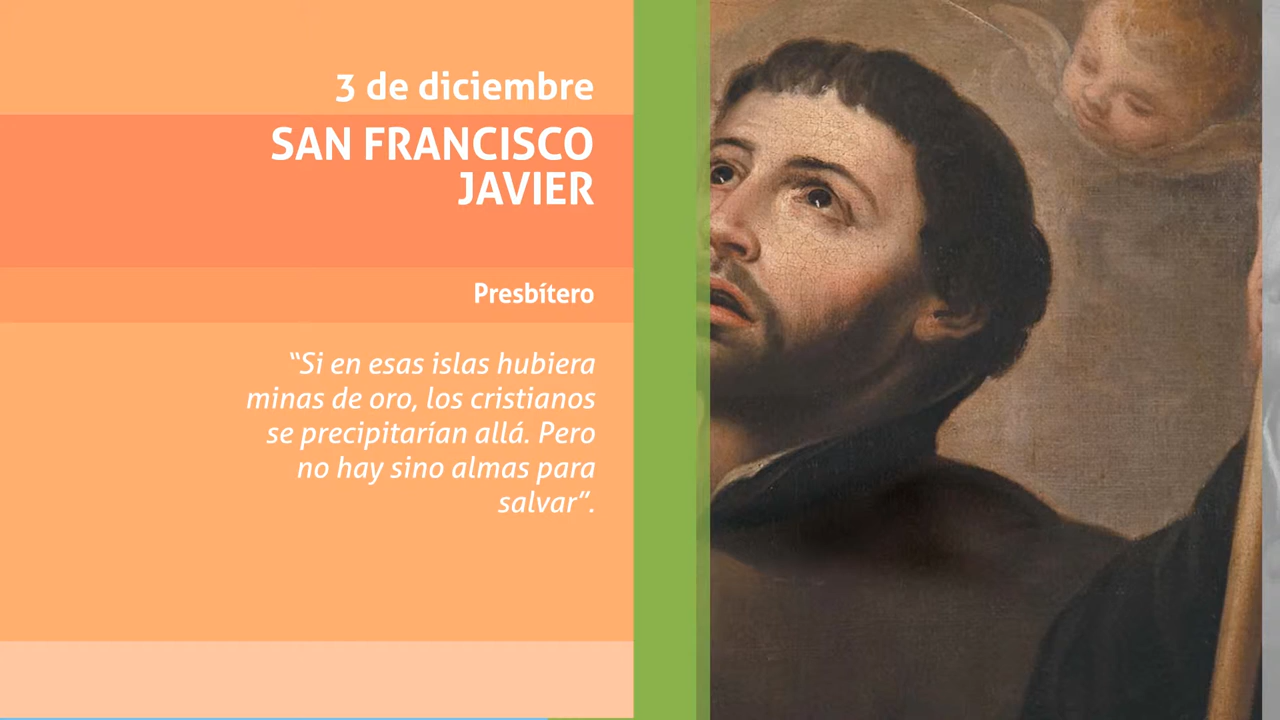 3 de diciembre
SAN FRANCISCO
JAVIER
Presbítero
“Si en esas islas hubiera
minas de oro, los cristianos
se precipitarían allá. Pero
no hay sino almas para
salvar”.